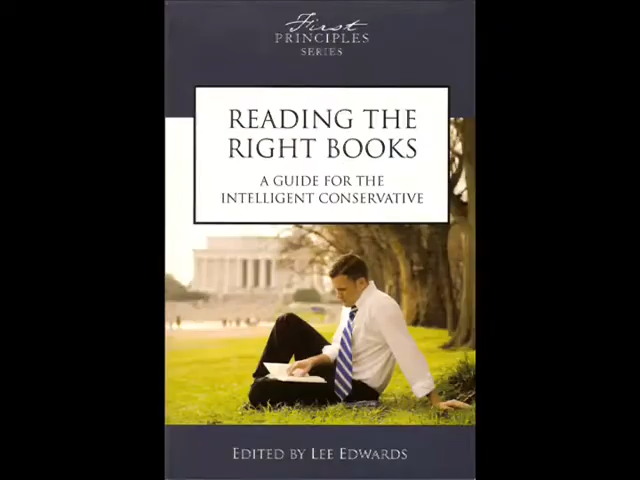 First
PRINCIPLES
SERIES
READING THE
RIGHT BOOKS
A GUIDE FOR THE
INTELLIGENT CONSERVATIVE
EDITED BY LEE EDWARDS